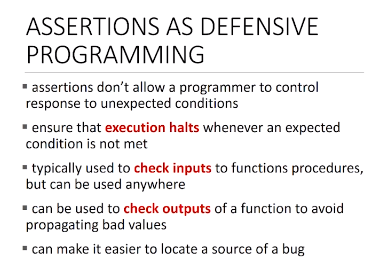 ASSERTIONS AS DEFENSIVE
PROGRAMMING
▪ assertions don't allow a programmer to control
response to unexpected conditions
▪ ensure that execution halts whenever an expected
condition is not met
▪ typically used to check inputs to functions procedures,
but can be used anywhere
▪ can be used to check outputs of a function to avoid
propagating bad values
▪ can make it easier to locate a source of a bug